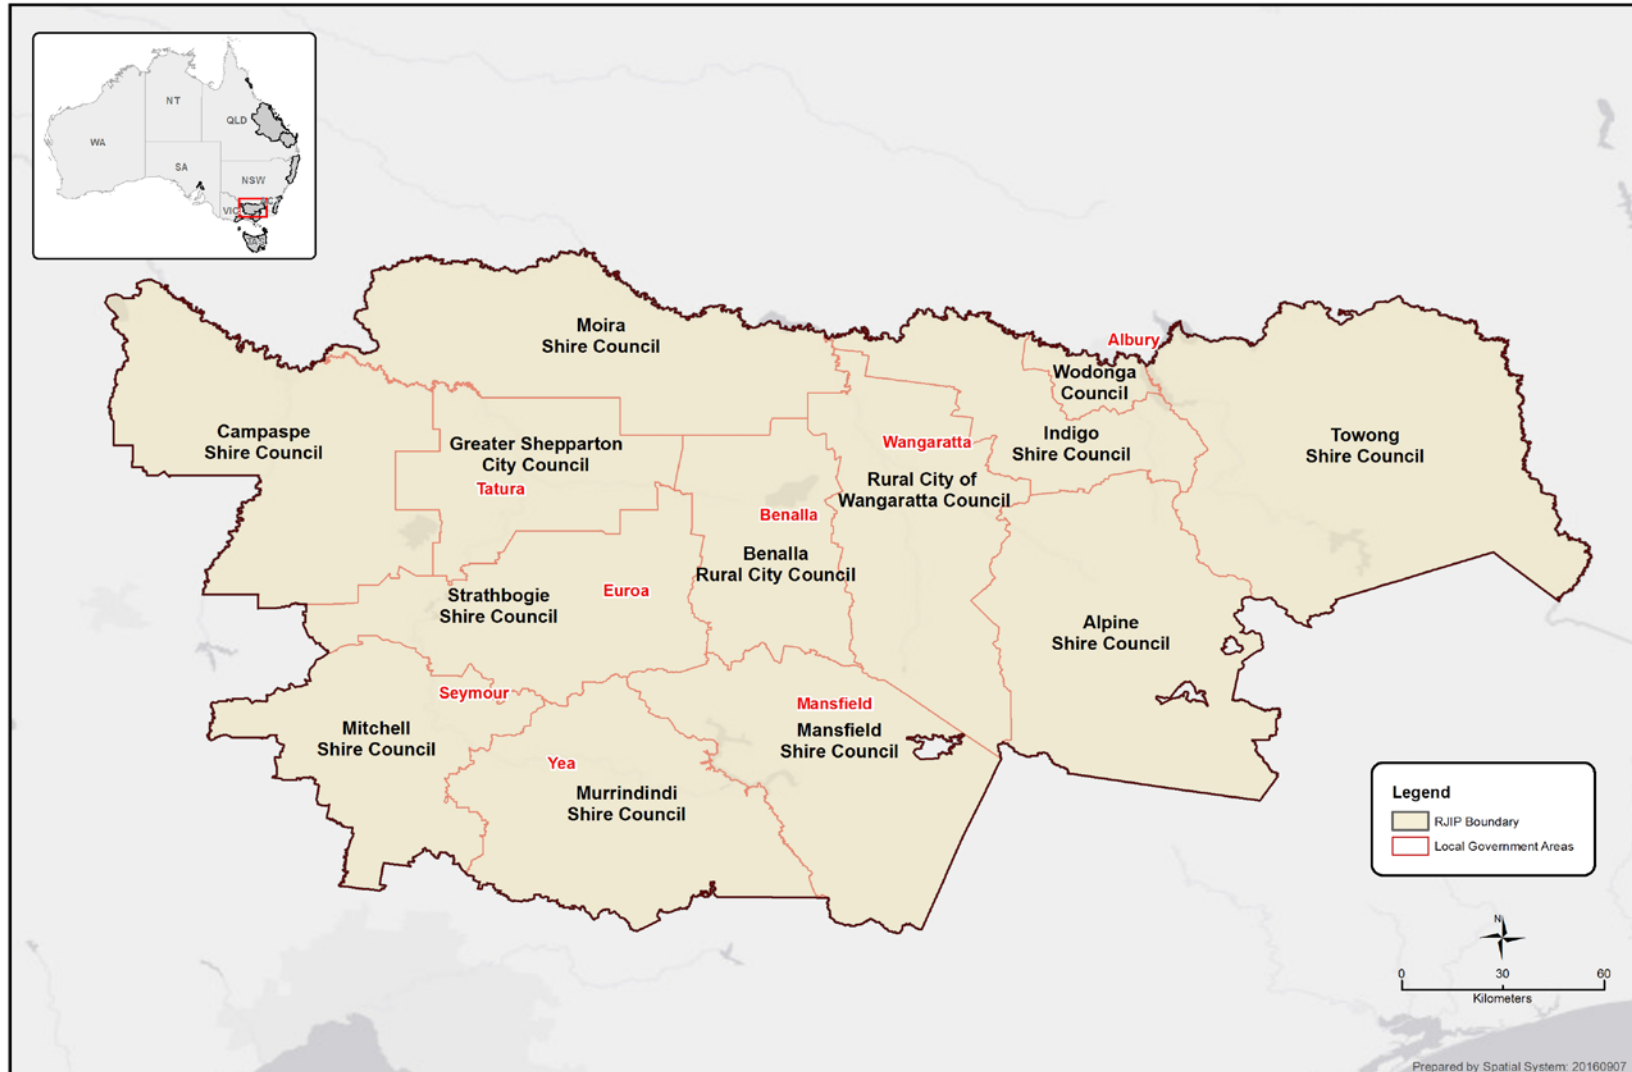 NT
QLD
WA
SA
NSW
VIC
Moira
Shire Council
Albury
Wodonga
Council
Campaspe
Shire Council
Greater Shepparton
City Council
Tatura
Wangaratta
Indigo
Shire Council
Towong
Shire Council
Rural City of
Wangaratta Council
Benalla
Benalla
Rural City Council
Strathbogie
Shire Council
Euroa
Alpine
Shire Council
Seymour
Mansfield
Mitchell
Shire Council
Mansfield
Shire Council
Yea
Murrindindi
Shire Council
Legend
RJIP Boundary
Local Government Areas
N
0 30 60
Kilometers
Prepared by Spatial System: 20160907